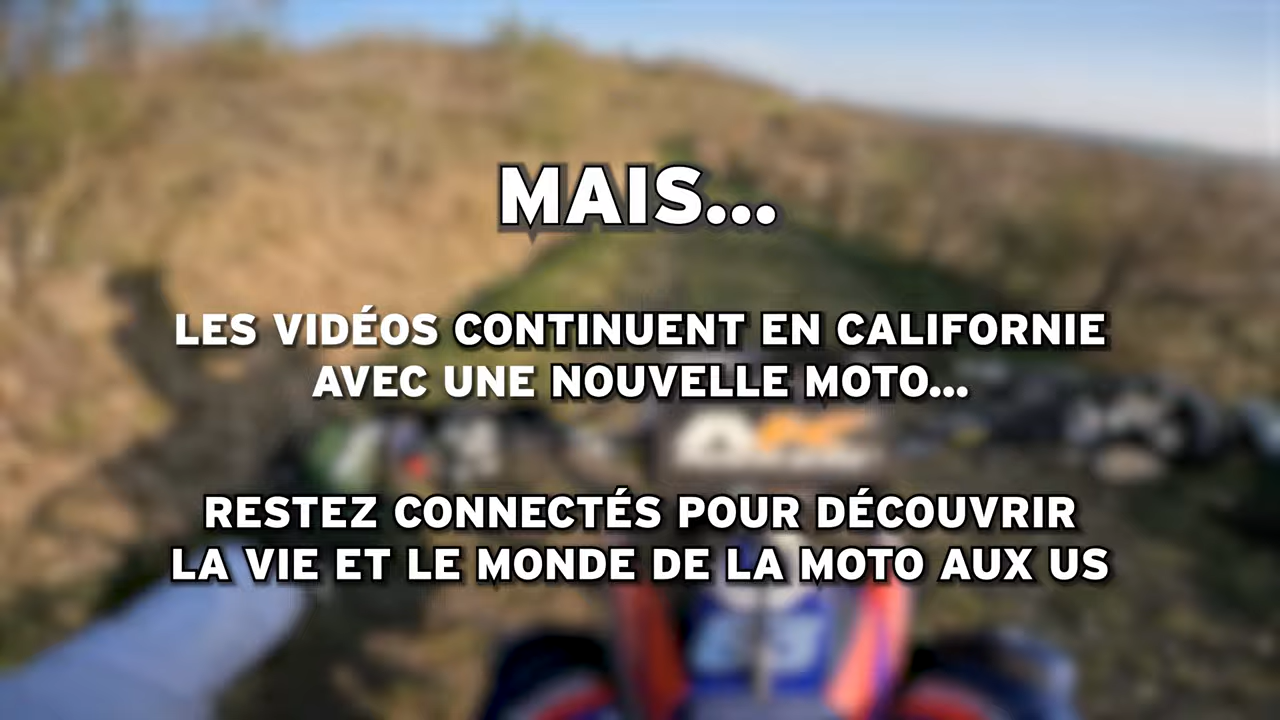 MAIS...
LES VIDÉOS CONTINUENT EN CALIFORNIE
AVEC UNE NOUVELLE MOTO...
RESTEZ CONNECTÉS POUR DÉCOUVRIR
LA VIE ET LE MONDE DE LA MOTO AUX US